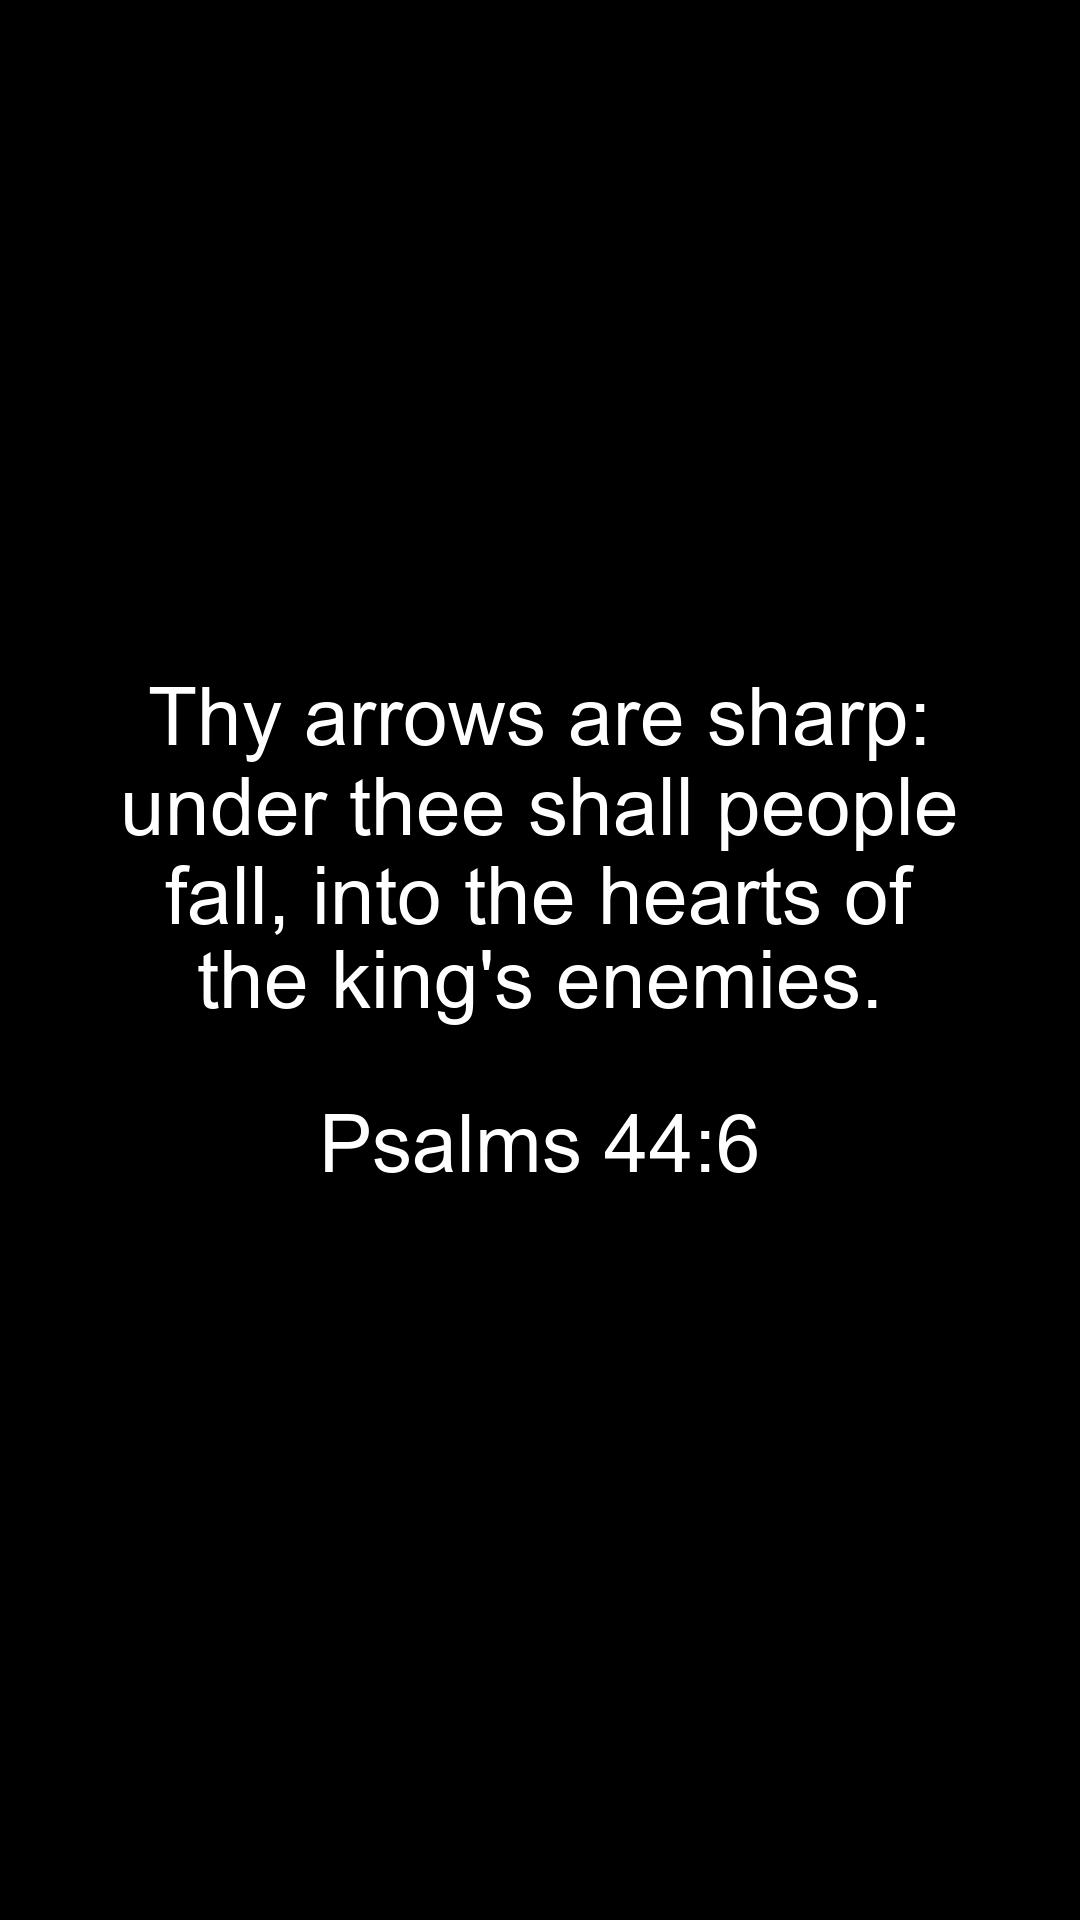 Thy arrows are sharp:
under thee shall people
fall, into the hearts of
the king's enemies.
Psalms 44:6